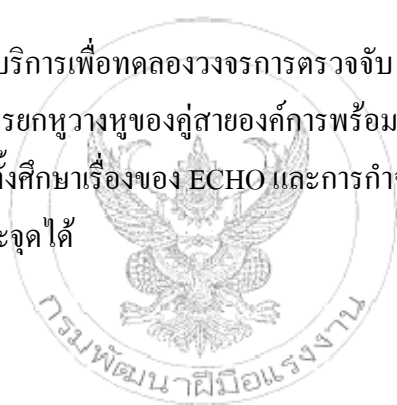 บริการเพื่อทดลองวงจรการตรวจจับ
รยกหูวางหูของคู่สายองค์การพร้อม
ั้งศึกษาเรื่องของ ECHO และการกำจ
ะจุดได้
กรมพัฒนาฝีมือแรงงาน